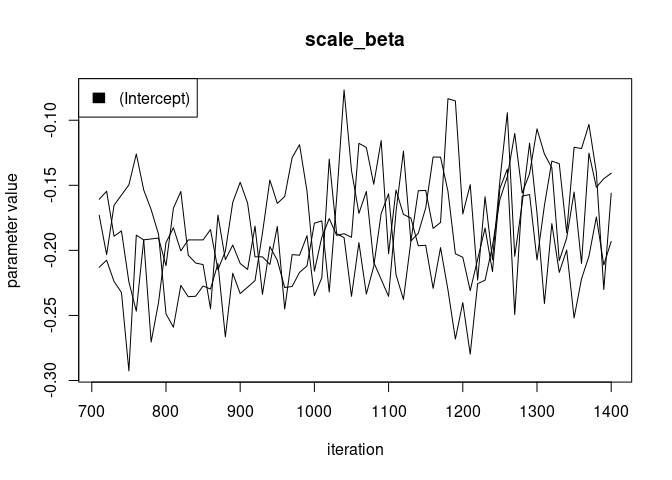 scale_beta
(Intercept)
parameter value
-0.10
-0.15
-0.20
-0.25
-0.30
700 800 900 1000 1100 1200 1300 1400
iteration